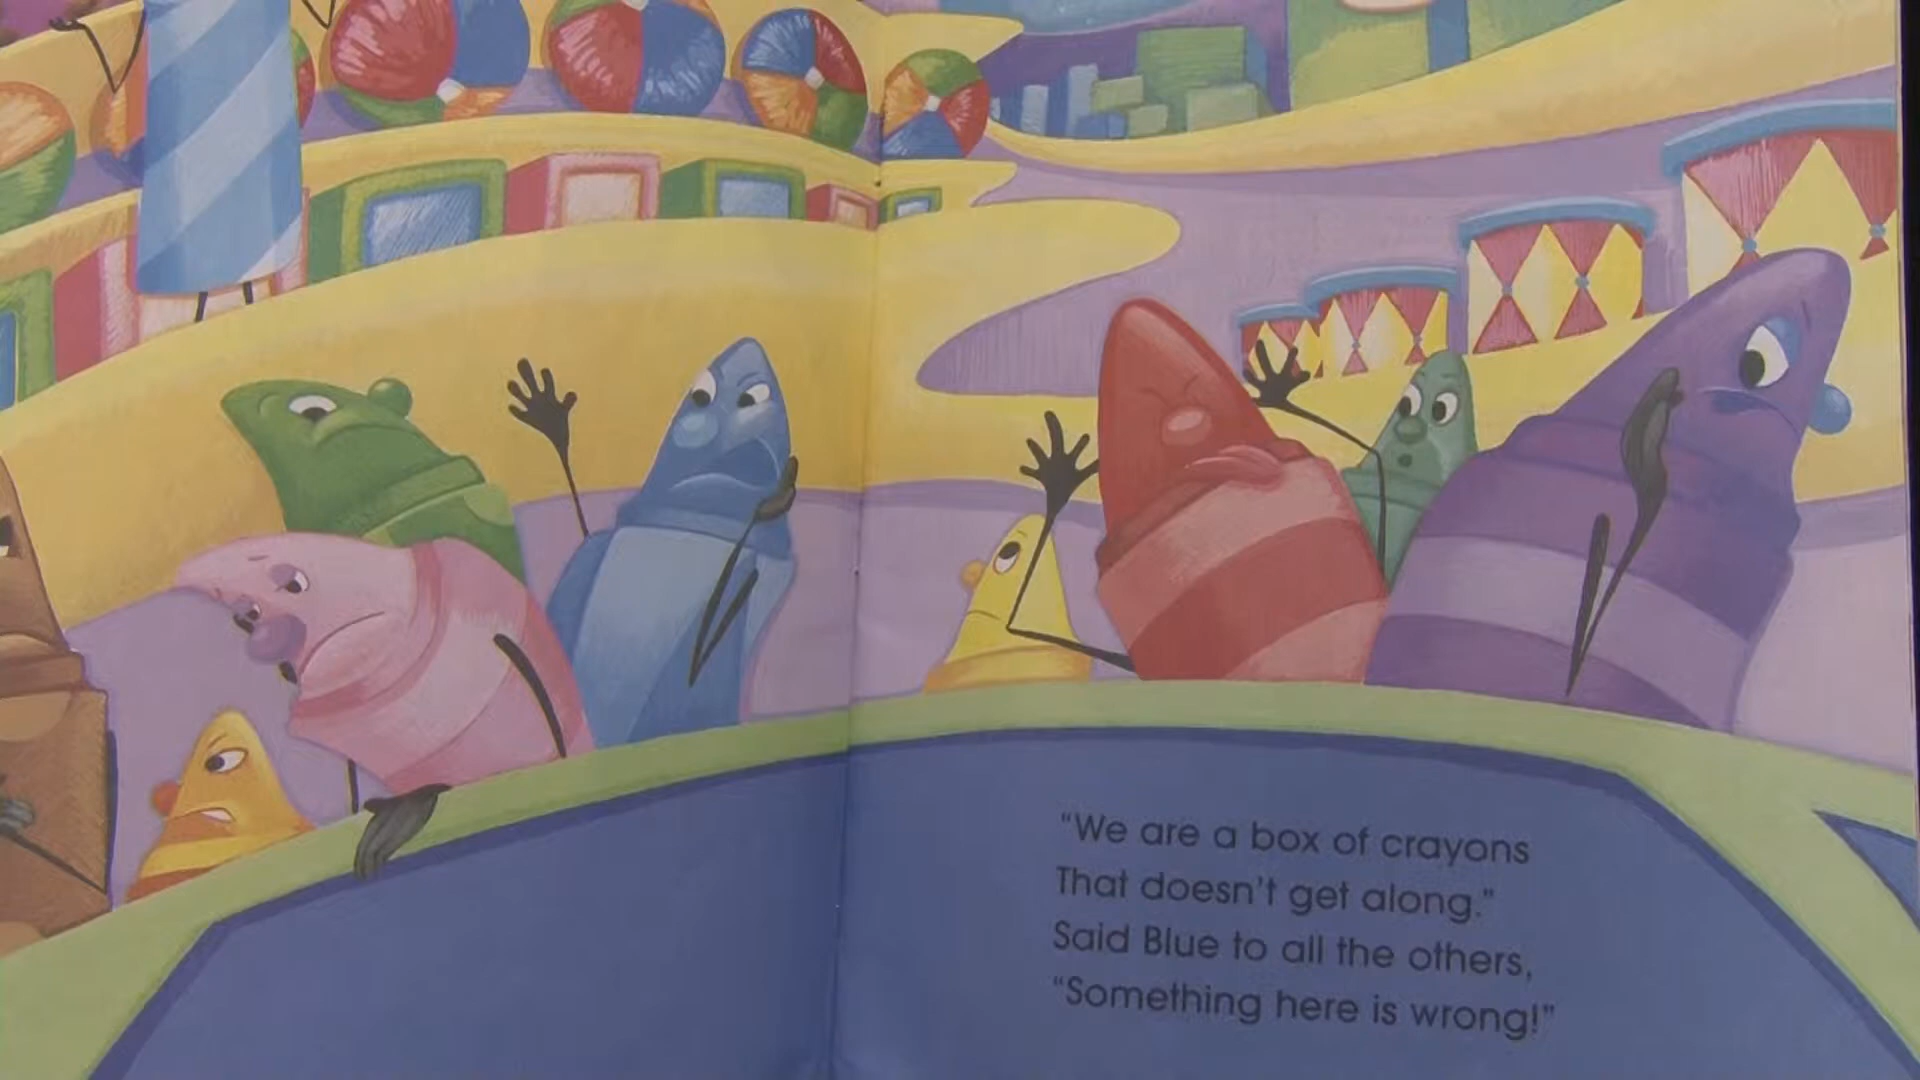 “We are a box of crayons
That doesn't get along.”
Said Blue to all the others,
“Something here is wrong!”